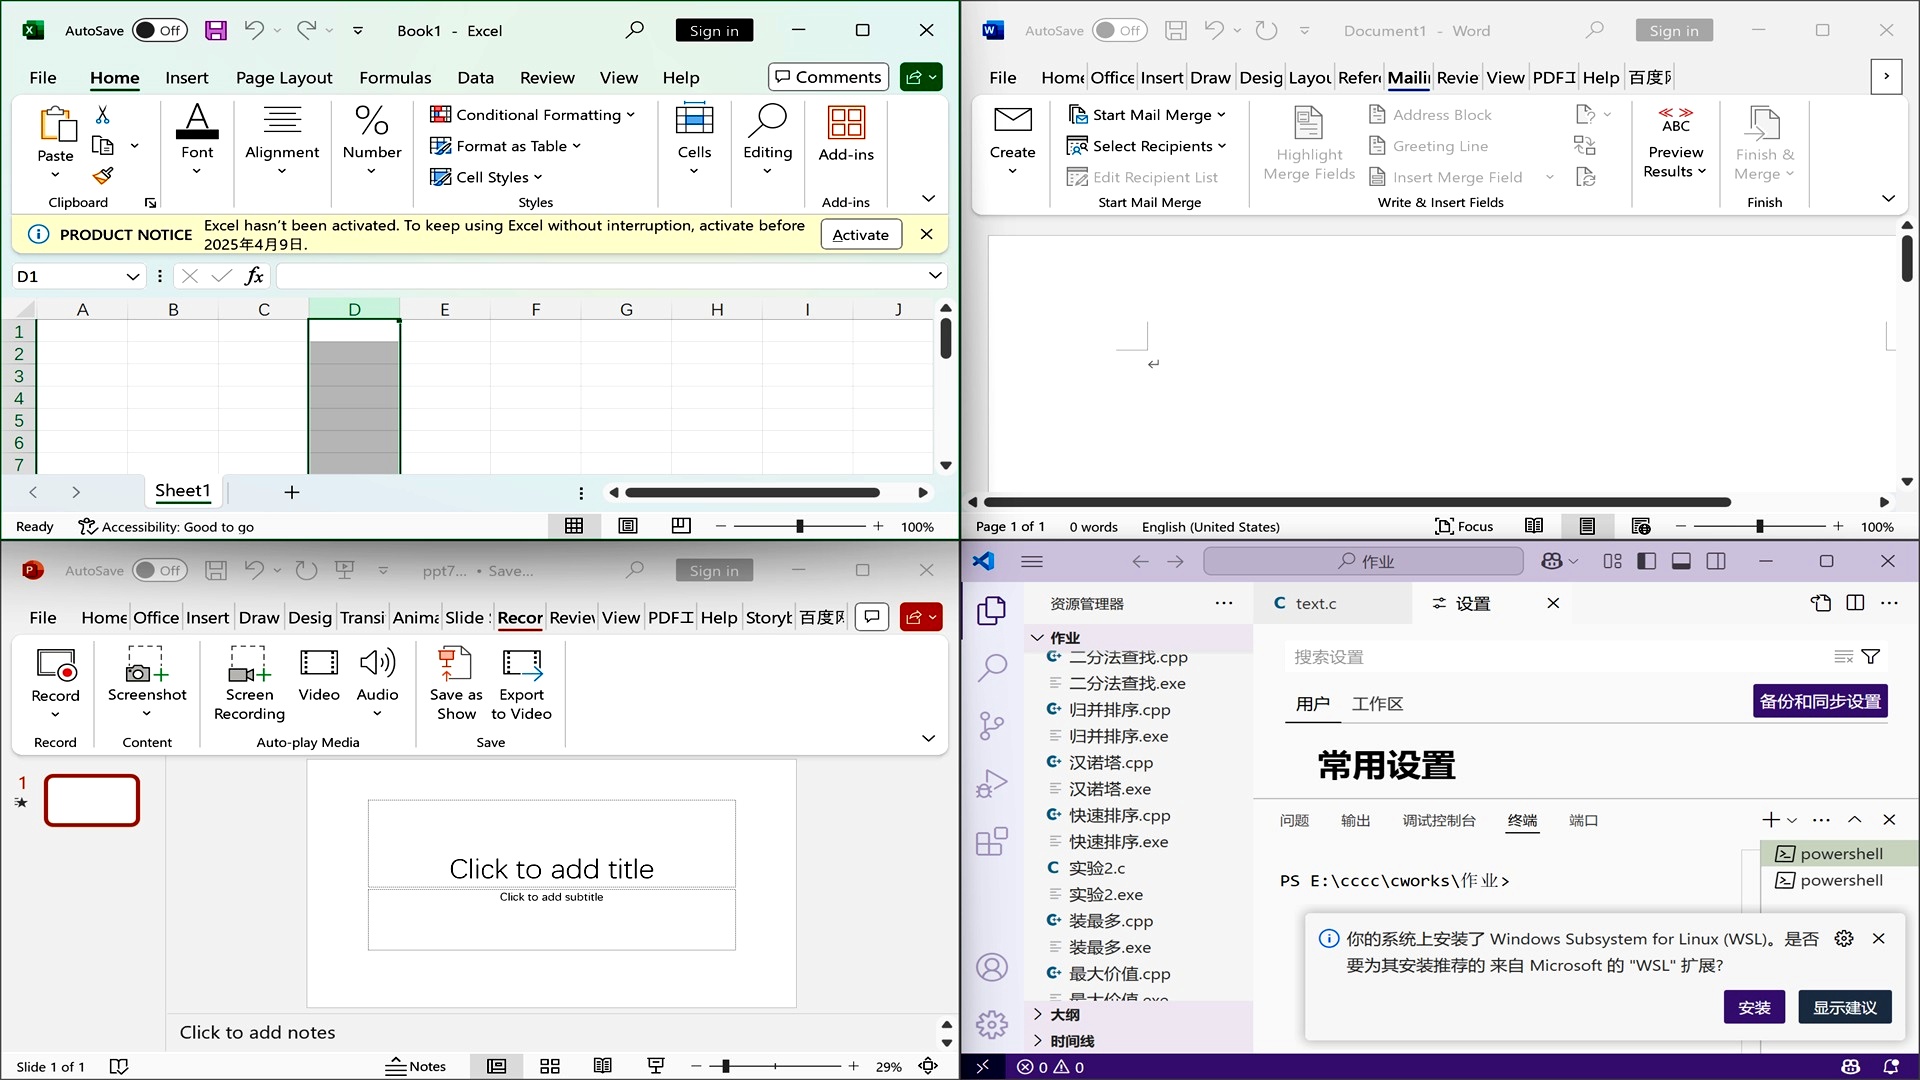 AutoSave Off Book1 - Excel Sign in
File Home Insert Page Layout Formulas Data Review View Help Comments
Paste
Clipboard
Font
Alignment
%
Number
Conditional Formatting
Format as Table
Cell Styles
Styles
Cells
Editing
Add-ins
Add-ins
PRODUCT NOTICE Excel hasn't been activated. To keep using Excel without interruption, activate before
2025年4月9日.
Activate
D1 fx
A B C D E F G H I J
1
2
3
4
5
6
7
Sheet1
Ready Accessibility: Good to go 100%
AutoSave Off Document1 - Word Sign in
File Home Office Insert Draw Desig Layou Refer Mailin Revie View PDF工 Help 百度网
Create
Start Mail Merge
Select Recipients
Edit Recipient List
Start Mail Merge
Highlight
Merge Fields
Address Block
Greeting Line
Insert Merge Field
Write & Insert Fields
ABC
Preview
Results
Finish &
Merge
Finish
Page 1 of 1 0 words English (United States) Focus 100%
AutoSave Off ppt7... • Save... Sign in
File Home Office Insert Draw Desig Transi Anima Slide Recor Review View PDF工 Help Storyb 百度网
Record
Record
Screenshot
Content
Screen
Recording
Video
Audio
Auto-play Media
Save as
Show
Export
to Video
Save
1
Click to add title
Click to add subtitle
Click to add notes
Slide 1 of 1 Notes 29%
作业
资源管理器
text.c 设置
作业
二分法查找.cpp
二分法查找.exe
归并排序.cpp
归并排序.exe
汉诺塔.cpp
汉诺塔.exe
快速排序.cpp
快速排序.exe
实验2.c
实验2.exe
装最多.cpp
装最多.exe
最大价值.cpp
最大价值.exe
大纲
时间线
搜索设置
用户 工作区 备份和同步设置
常用设置
问题 输出 调试控制台 终端 端口
PS E:\cccc\cworks\作业>
powershell
powershell
你的系统上安装了 Windows Subsystem for Linux (WSL)。是否
要为其安装推荐的 来自 Microsoft 的 "WSL" 扩展?
安装 显示建议
0 0